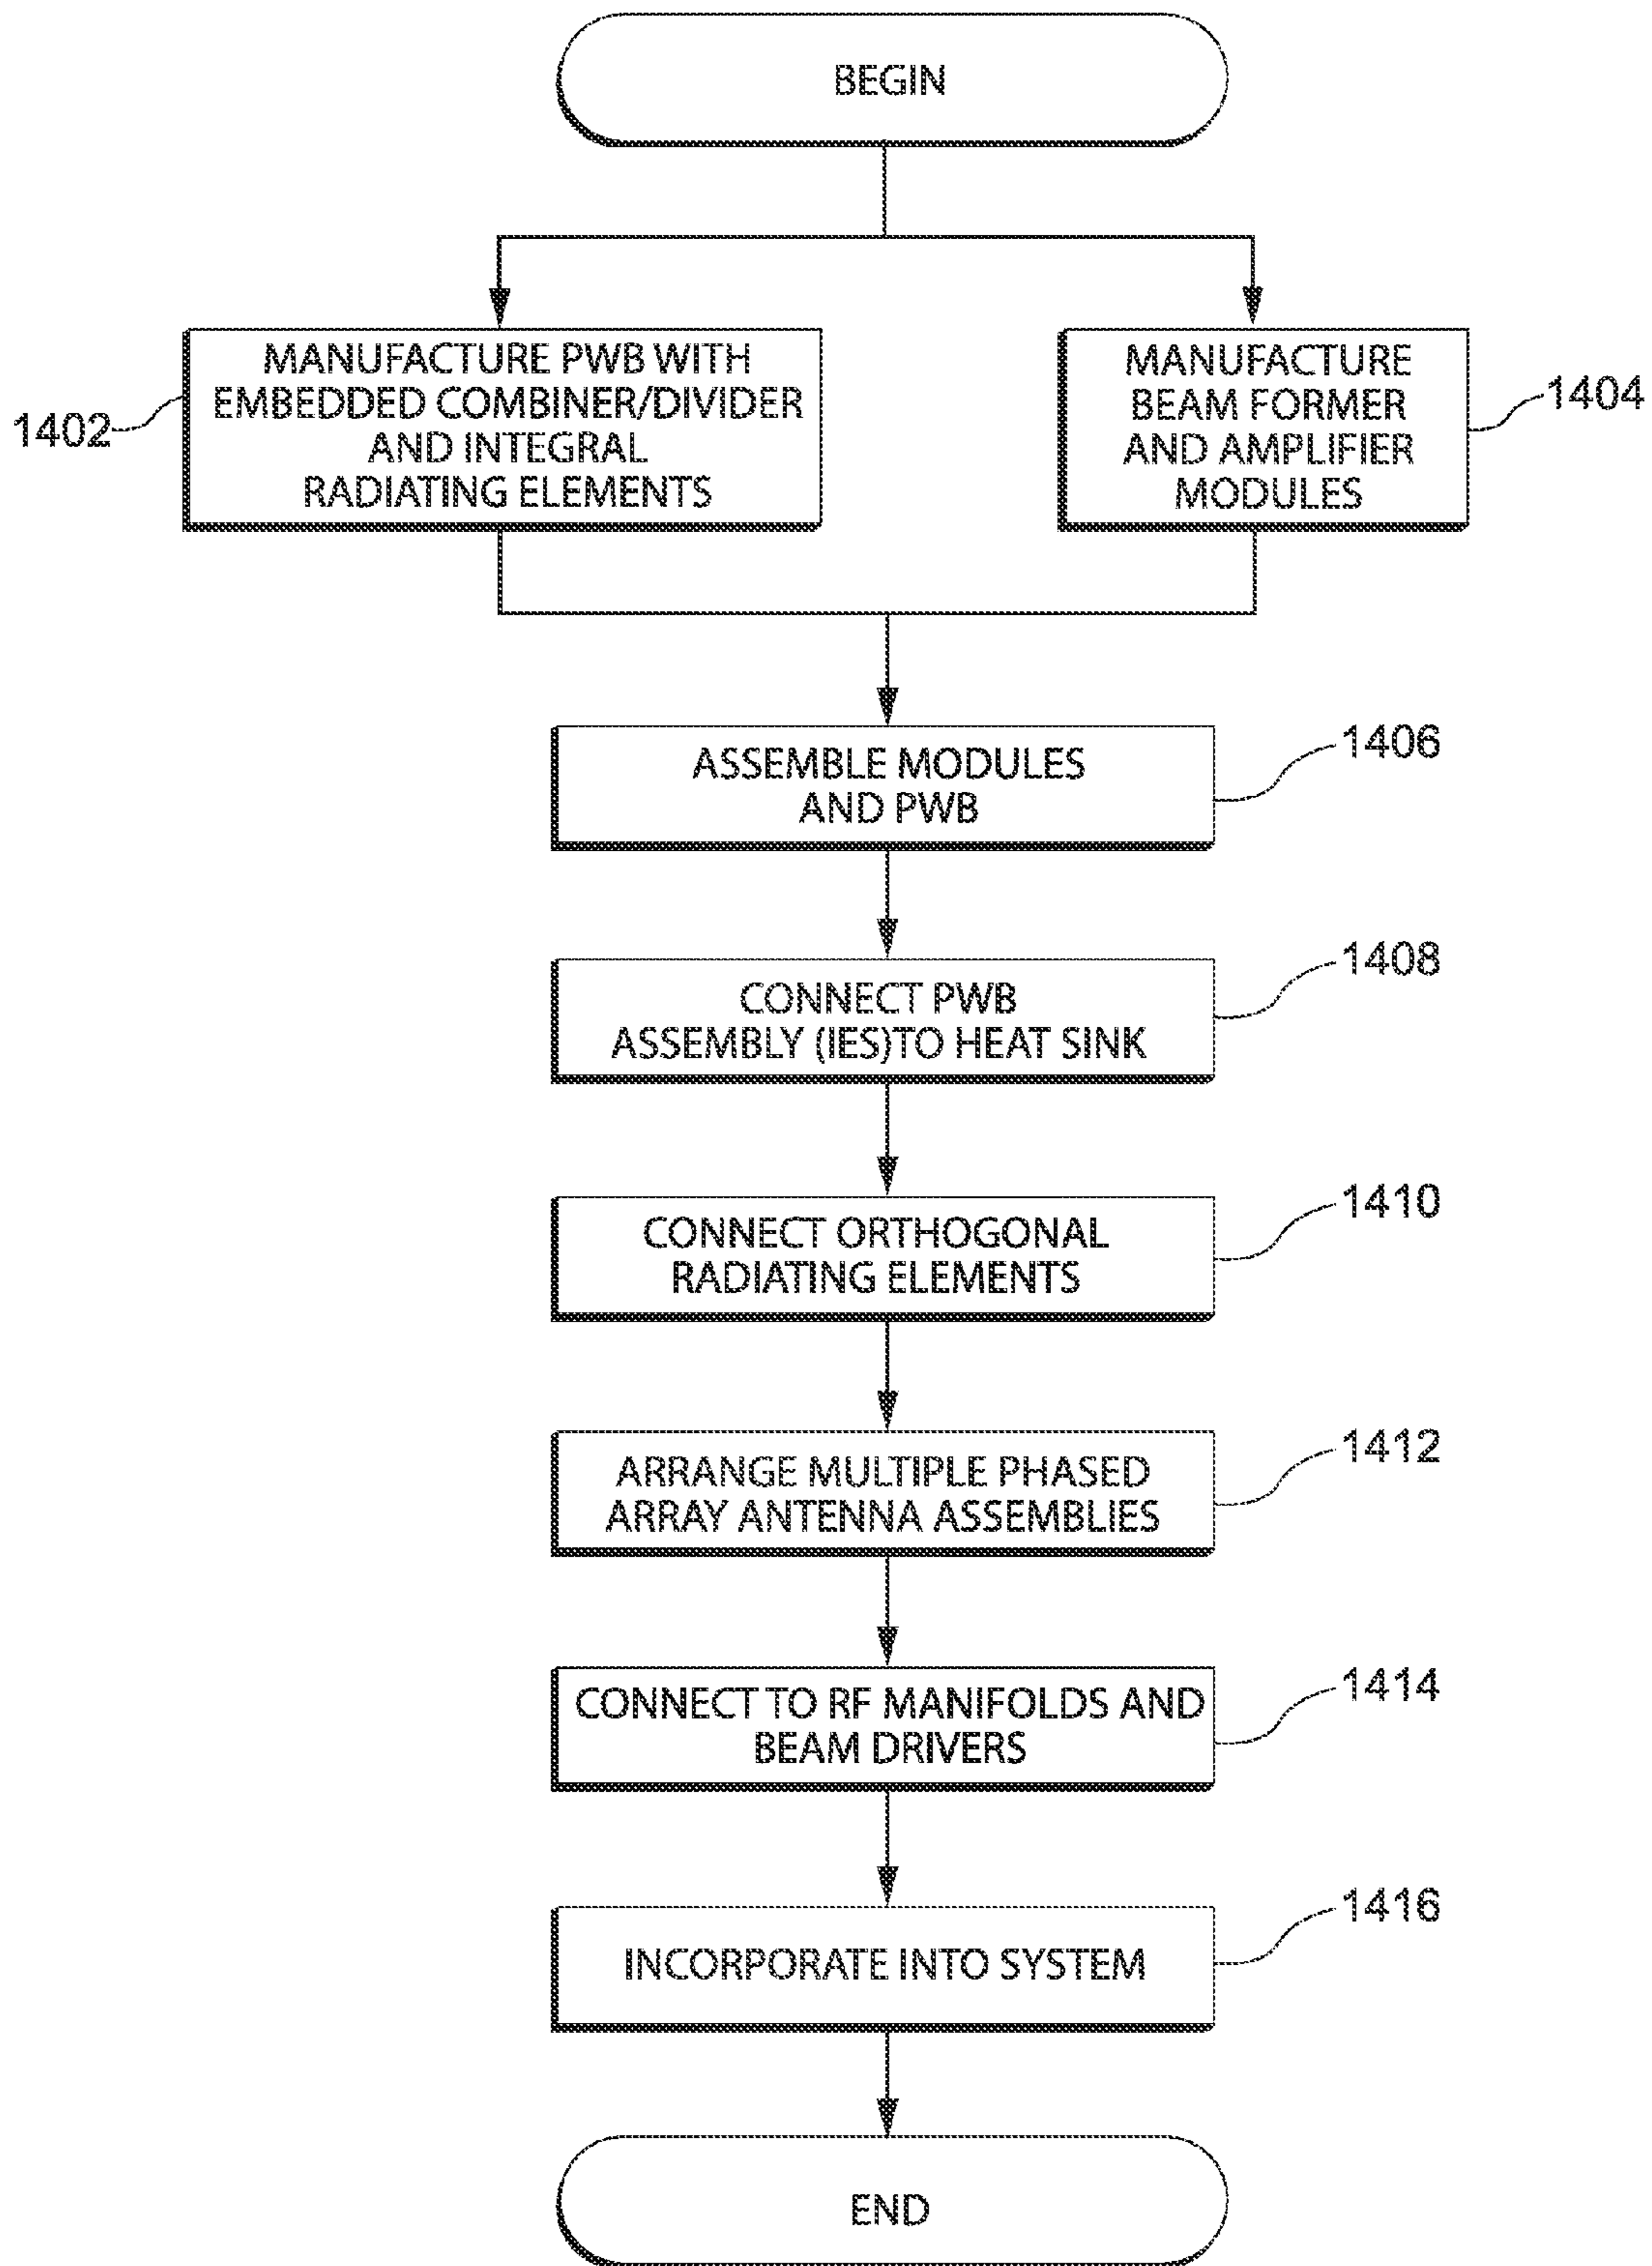 BEGIN
MANUFACTURE PWB WITH
EMBEDDED COMBINER/DIVIDER
AND INTEGRAL
RADIATING ELEMENTS
1402
MANUFACTURE
BEAM FORMER
AND AMPLIFIER
MODULES
1404
ASSEMBLE MODULES
AND PWB
1406
CONNECT PWB
ASSEMBLY (IES)TO HEAT SINK
1408
CONNECT ORTHOGONAL
RADIATING ELEMENTS
1410
ARRANGE MULTIPLE PHASED
ARRAY ANTENNA ASSEMBLIES
1412
CONNECT TO RF MANIFOLDS AND
BEAM DRIVERS
1414
INCORPORATE INTO SYSTEM
1416
END